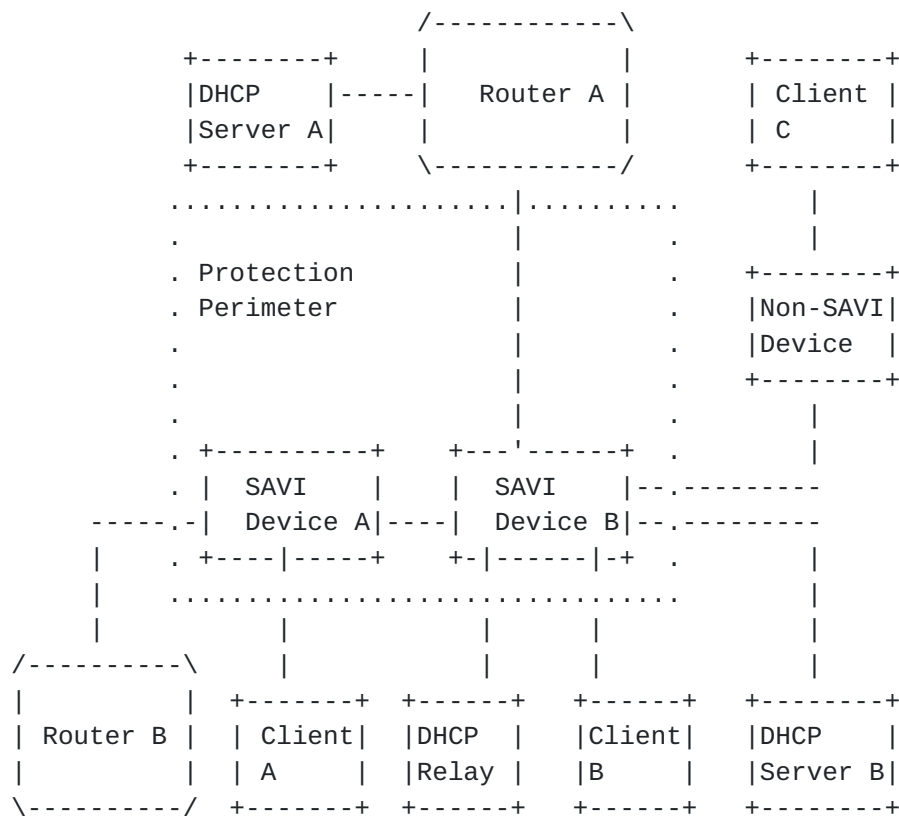 DHCP
Server A
Router A
Client
C
Protection
Perimeter
Non-SAVI
Device
SAVI
Device A
SAVI
Device B
Router B
Client
A
DHCP
Relay
Client
B
DHCP
Server B